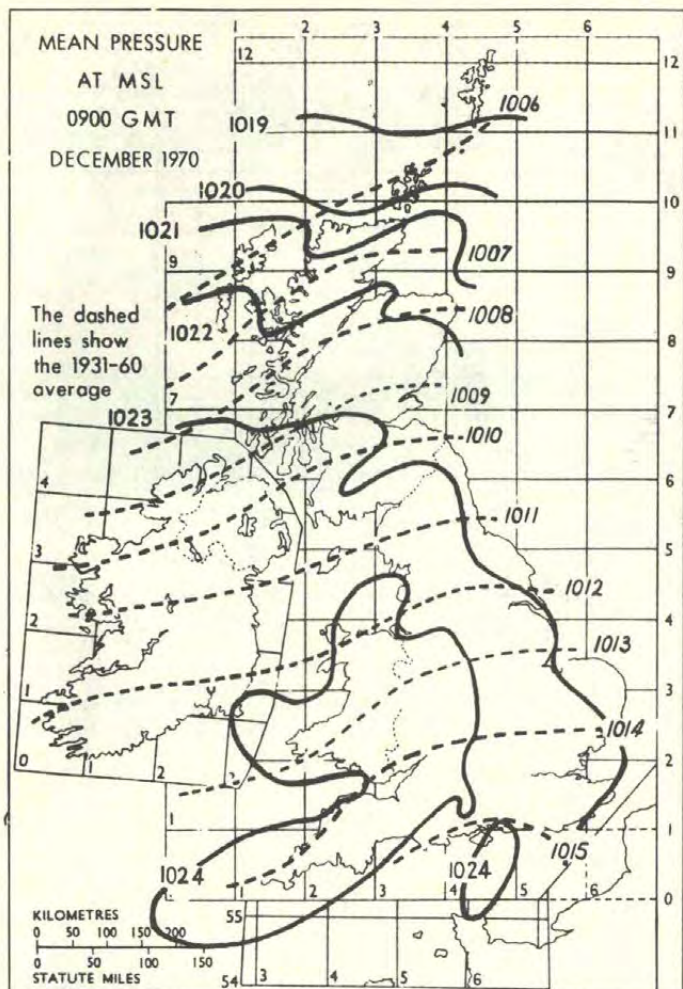 MEAN PRESSURE
AT MSL
0900 GMT
DECEMBER 1970
The dashed
lines show
the 1931-60
average
1 2 3 4 5 6 7
12
11
10
9
8
7
6
5
4
3
2
1
0
1019
1006
1020
1021
9
1007
1022
1008
7
1023
1009
1010
4
1011
3
1012
2
1013
1
1014
0 1 2 3
1
1015
1024
1024
1 2 3 4 5 6
KILOMETRES
0 50 100 150 200
0 50 100 150
STATUTE MILES
55
54 3 4 5 6